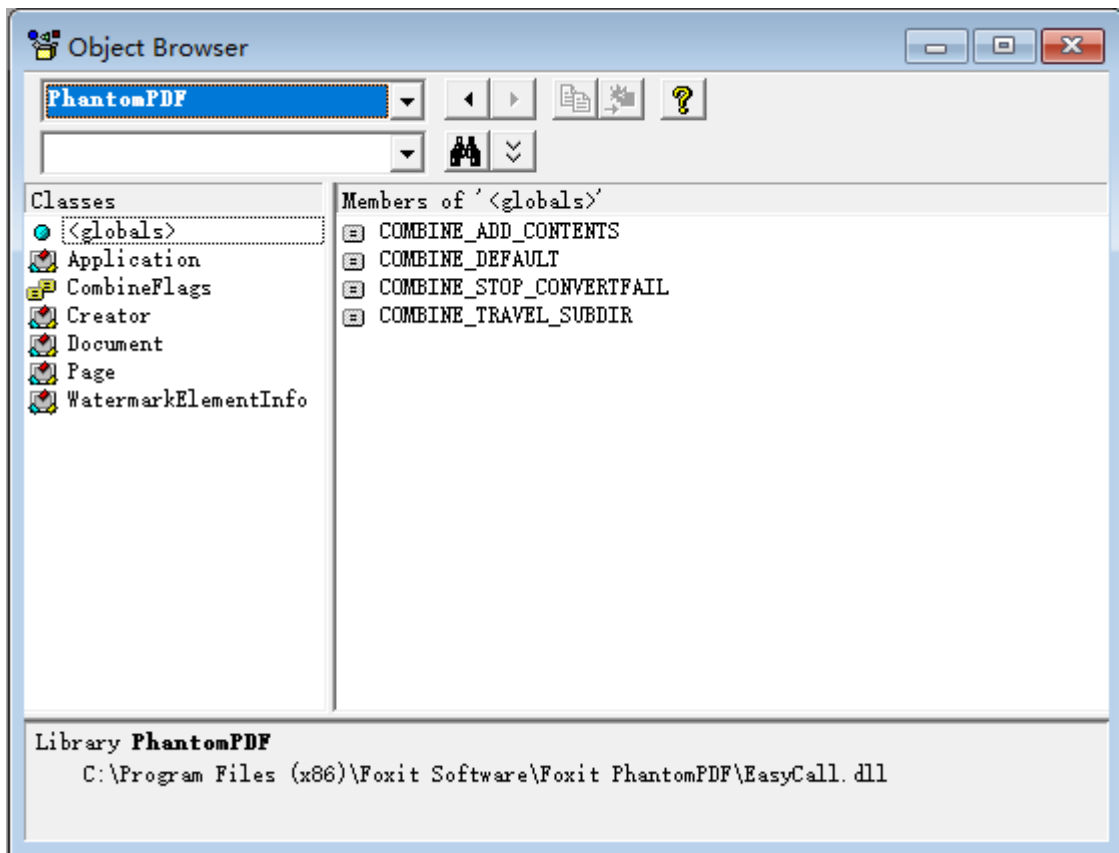 Object Browser
PhantomPDF
Classes
<globals>
Application
CombineFlags
Creator
Document
Page
WatermarkElementInfo
Members of '<globals>'
COMBINE_ADD_CONTENTS
COMBINE_DEFAULT
COMBINE_STOP_CONVERTFAIL
COMBINE_TRAVEL_SUBDIR
Library PhantomPDF
C:\Program Files (x86)\Foxit Software\Foxit PhantomPDF\EasyCall.dll